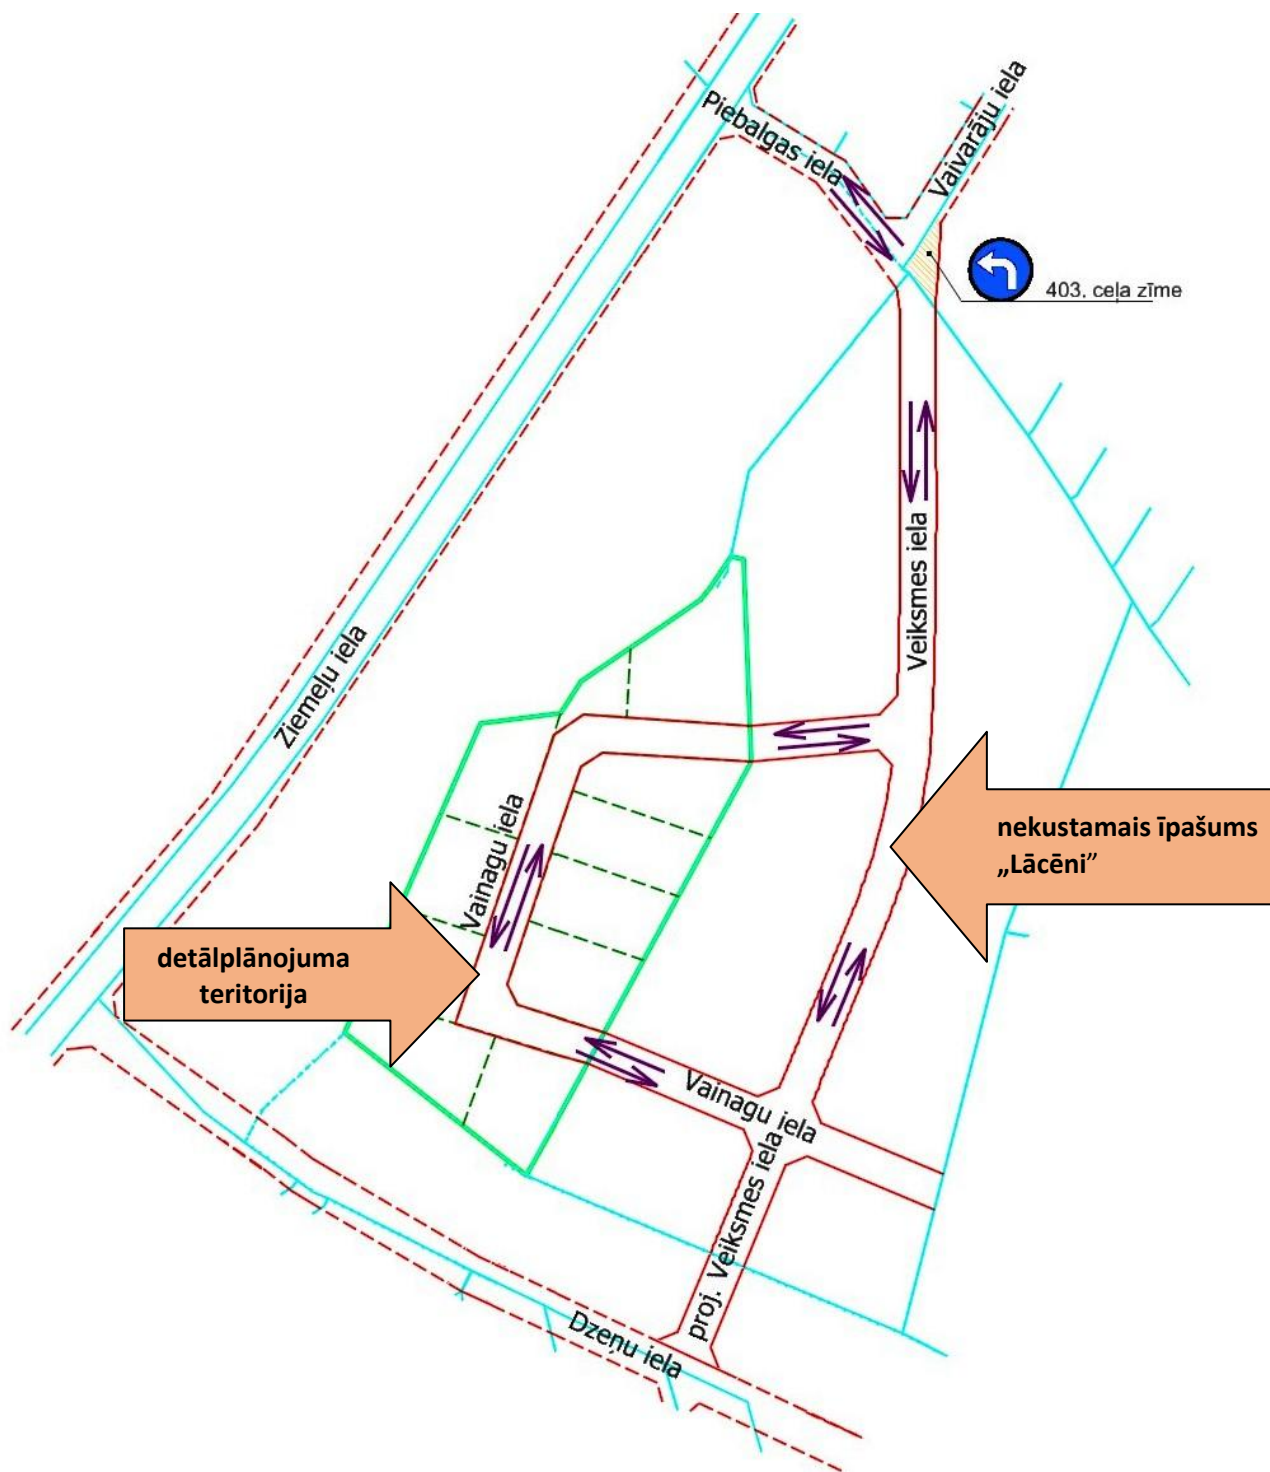 Piebalgas iela
Vaivarāju iela
403. ceļa zīme
Veiksmes iela
Ziemeļu iela
Vainagu iela
nekustamais īpašums
„Lācēni”
detālplānojuma
teritorija
Vainagu iela
proj. Veiksmes iela
Dzeņu iela